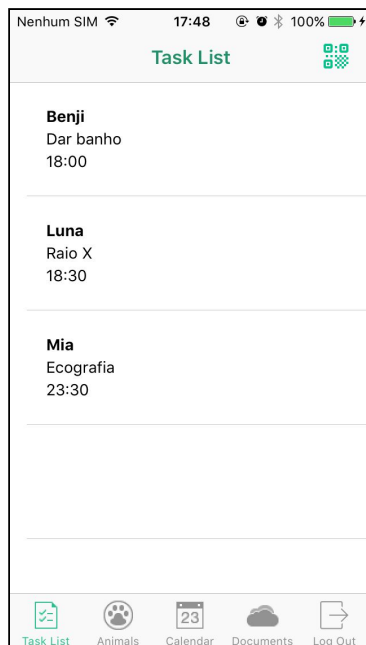 Nenhum SIM 17:48 100%
Task List
Benji
Dar banho
18:00
Luna
Raio X
18:30
Mia
Ecografia
23:30
23
Task List Animals Calendar Documents Log Out